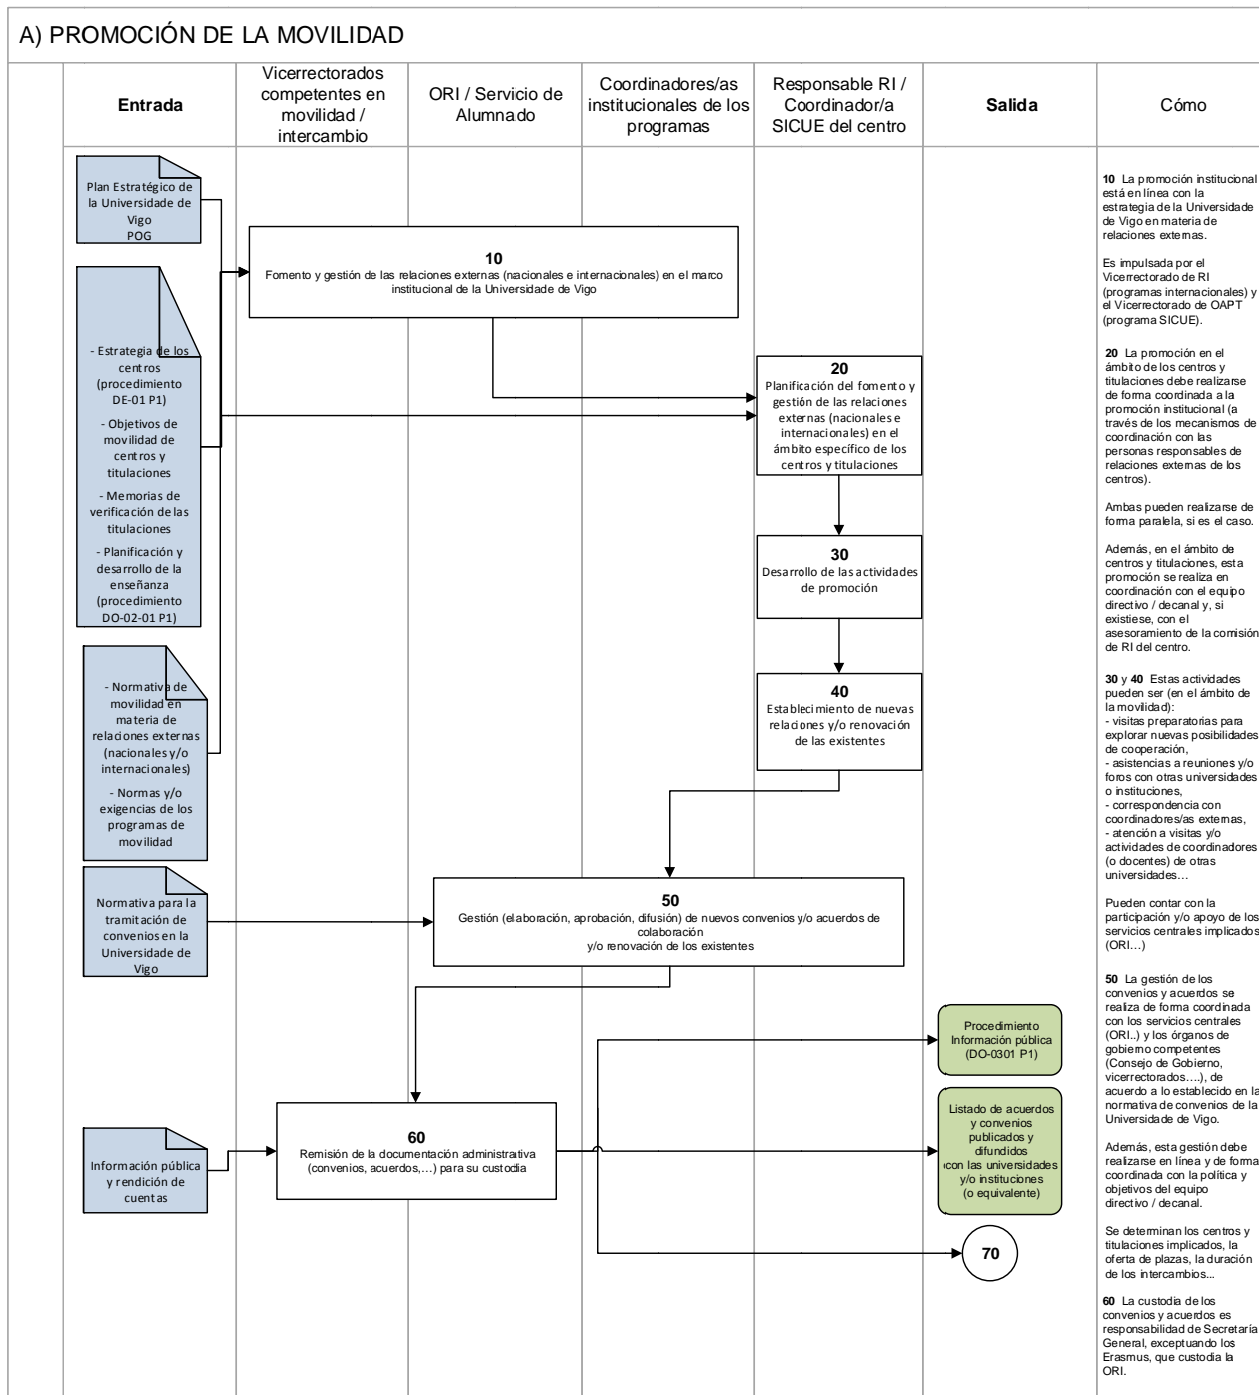 A) PROMOCIÓN DE LA MOVILIDAD
Entrada
Vicerrectorados
competentes en
movilidad /
intercambio
ORI / Servicio de
Alumnado
Coordinadores/as
institucionales de los
programas
Responsable RI /
Coordinador/a
SICUE del centro
Salida
Cómo
Plan Estratégico de
la Universidade de
Vigo
POG
- Estrategia de los
centros
(procedimiento
DE-01 P1)
- Objetivos de
movilidad de
centros y
titulaciones
- Memorias de
verificación de las
titulaciones
- Planificación y
desarrollo de la
enseñanza
(procedimiento
DO-02-01 P1)
- Normativa de
movilidad en
materia de
relaciones externas
(nacionales y/o
internacionales)
- Normas y/o
exigencias de los
programas de
movilidad
Normativa para la
tramitación de
convenios en la
Universidade de
Vigo
Información pública
y rendición de
cuentas
10
Fomento y gestión de las relaciones externas (nacionales e internacionales) en el marco
institucional de la Universidade de Vigo
20
Planificación del fomento y
gestión de las relaciones
externas (nacionales e
internacionales) en el
ámbito específico de los
centros y titulaciones
30
Desarrollo de las actividades
de promoción
40
Establecimiento de nuevas
relaciones y/o renovación
de las existentes
50
Gestión (elaboración, aprobación, difusión) de nuevos convenios y/o acuerdos de
colaboración
y/o renovación de los existentes
60
Remisión de la documentación administrativa
(convenios, acuerdos,...) para su custodia
Procedimiento
Información pública
(DO-0301 P1)
Listado de acuerdos
y convenios
publicados y
difundidos
con las universidades
y/o instituciones
(o equivalente)
70
10 La promoción institucional
está en línea con la
estrategia de la Universidade
de Vigo en materia de
relaciones externas.
Es impulsada por el
Vicerrectorado de RI
(programas internacionales) y
el Vicerrectorado de OAPT
(programa SICUE).
20 La promoción en el
ámbito de los centros y
titulaciones debe realizarse
de forma coordinada a la
promoción institucional (a
través de los mecanismos de
coordinación con las
personas responsables de
relaciones externas de los
centros).
Ambas pueden realizarse de
forma paralela, si es el caso.
Además, en el ámbito de
centros y titulaciones, esta
promoción se realiza en
coordinación con el equipo
directivo / decanal y, si
existiese, con el
asesoramiento de la comisión
de RI del centro.
30 y 40 Estas actividades
pueden ser (en el ámbito de
la movilidad):
- visitas preparatorias para
explorar nuevas posibilidades
de cooperación,
- asistencias a reuniones y/o
foros con otras universidades
o instituciones,
- correspondencia con
coordinadores/as externas,
- atención a visitas y/o
actividades de coordinadores
(o docentes) de otras
universidades...
Pueden contar con la
participación y/o apoyo de los
servicios centrales implicados
(ORI...)
50 La gestión de los
convenios y acuerdos se
realiza de forma coordinada
con los servicios centrales
(ORI..) y los órganos de
gobierno competentes
(Consejo de Gobierno,
vicerrectorados....), de
acuerdo a lo establecido en la
normativa de convenios de la
Universidade de Vigo.
Además, esta gestión debe
realizarse en línea y de forma
coordinada con la política y
objetivos del equipo
directivo / decanal.
Se determinan los centros y
titulaciones implicados, la
oferta de plazas, la duración
de los intercambios...
60 La custodia de los
convenios y acuerdos es
responsabilidad de Secretaría
General, exceptuando los
Erasmus, que custodia la
ORI.